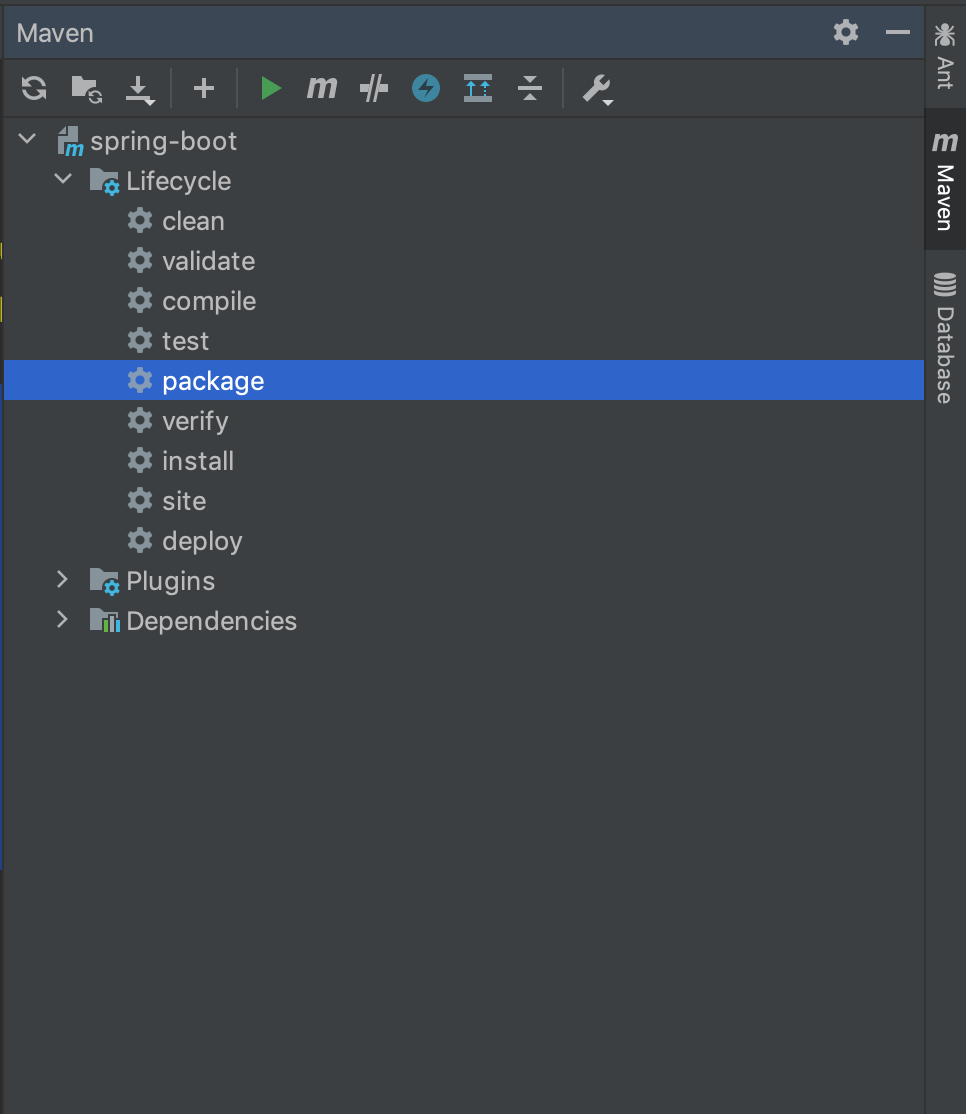 Maven
m
spring-boot
Lifecycle
clean
validate
compile
test
package
verify
install
site
deploy
Plugins
Dependencies
Ant
m
Maven
Database